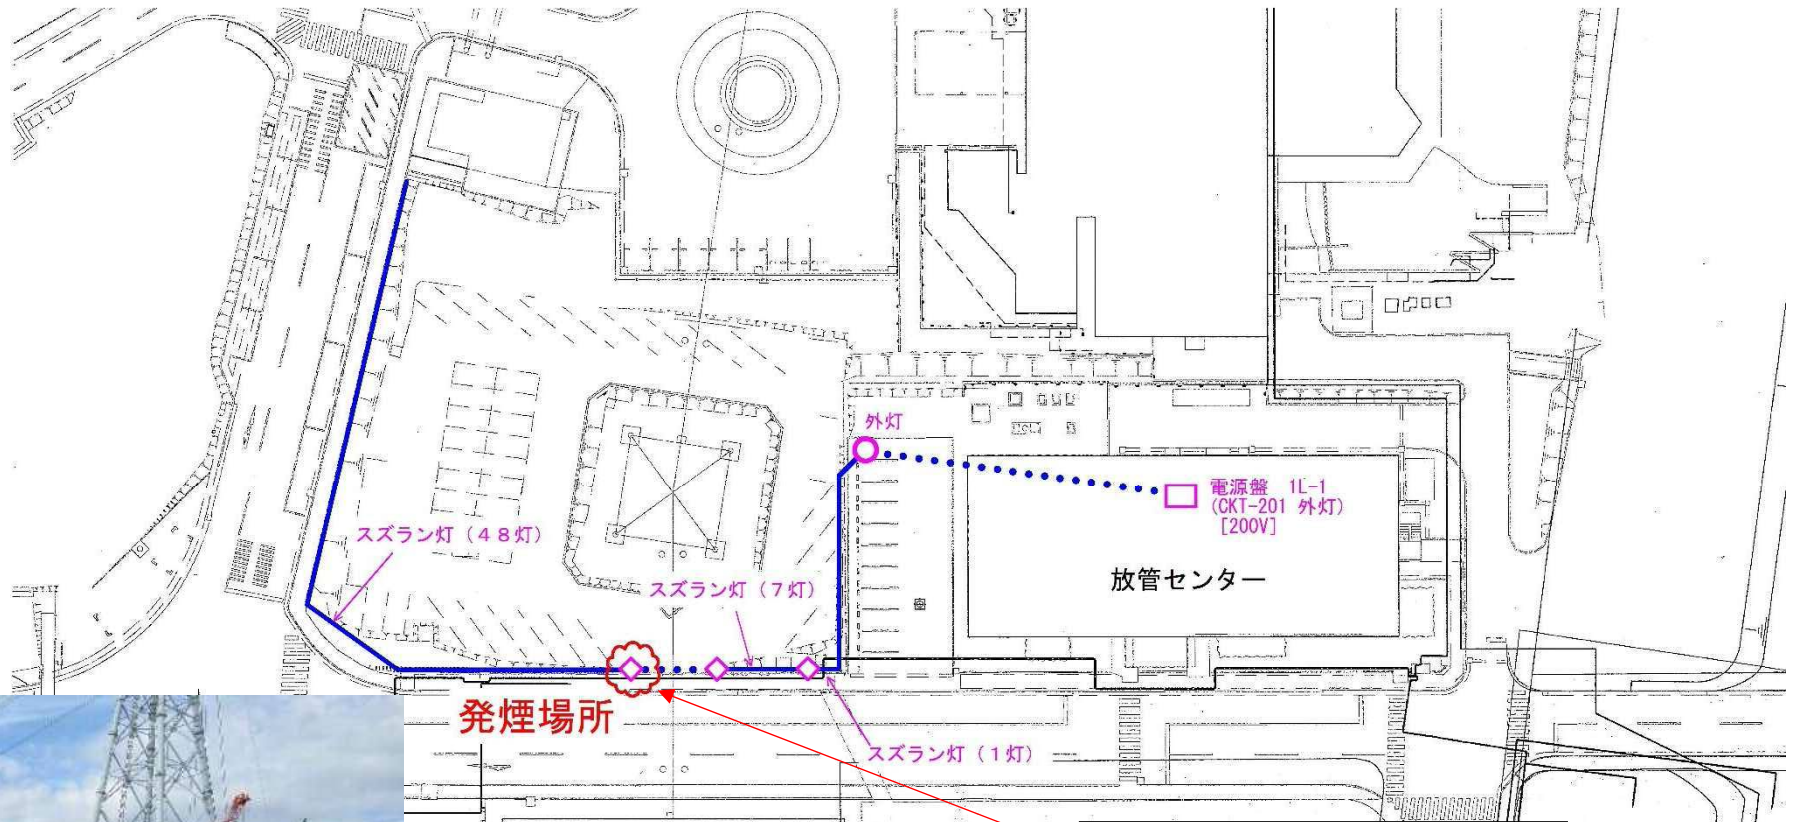 外灯
電源盤 1L-1
(CKT-201 外灯)
[200V]
スズラン灯（４８灯）
スズラン灯（７灯）
放管センター
発煙場所
スズラン灯（１灯）